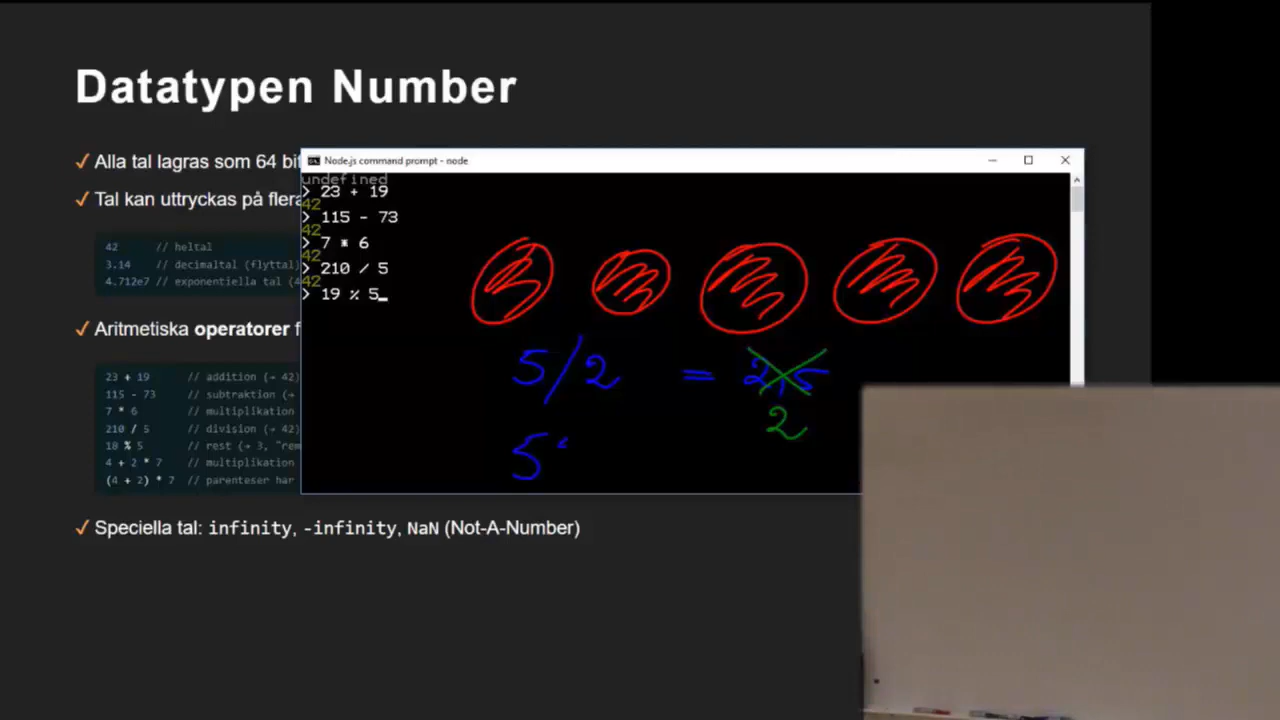 Datatypen Number
✓ Alla tal lagras som 64 bit
✓ Tal kan uttryckas på flera
42 // heltal
3.14 // decimaltal (flyttal)
4.712e7 // exponentiella tal (4
✓ Aritmetiska operatorer f
23 + 19 // addition (→ 42)
115 - 73 // subtraktion (→
7 * 6 // multiplikation
210 / 5 // division (→ 42)
18 % 5 // rest (→ 3, "rem
4 + 2 * 7 // multiplikation
(4 + 2) * 7 // parenteser har
✓ Speciella tal: infinity, -infinity, NaN (Not-A-Number)
Node.js command prompt - node
undefined
> 23 + 19
42
> 115 - 73
42
> 7 * 6
42
> 210 / 5
42
> 19 % 5_
5/2 = 2,5
2
5